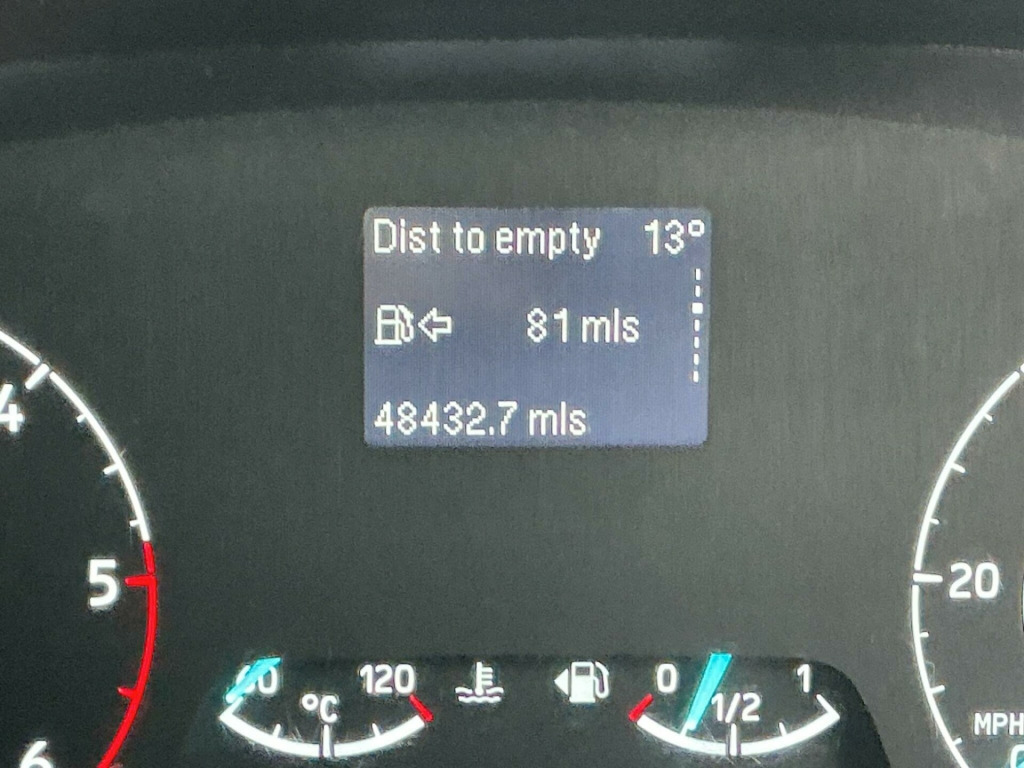 Dist to empty 13°
81 mls
48432.7 mls
4
5
6
20
MPH
60 120
°C
0 1/2 1